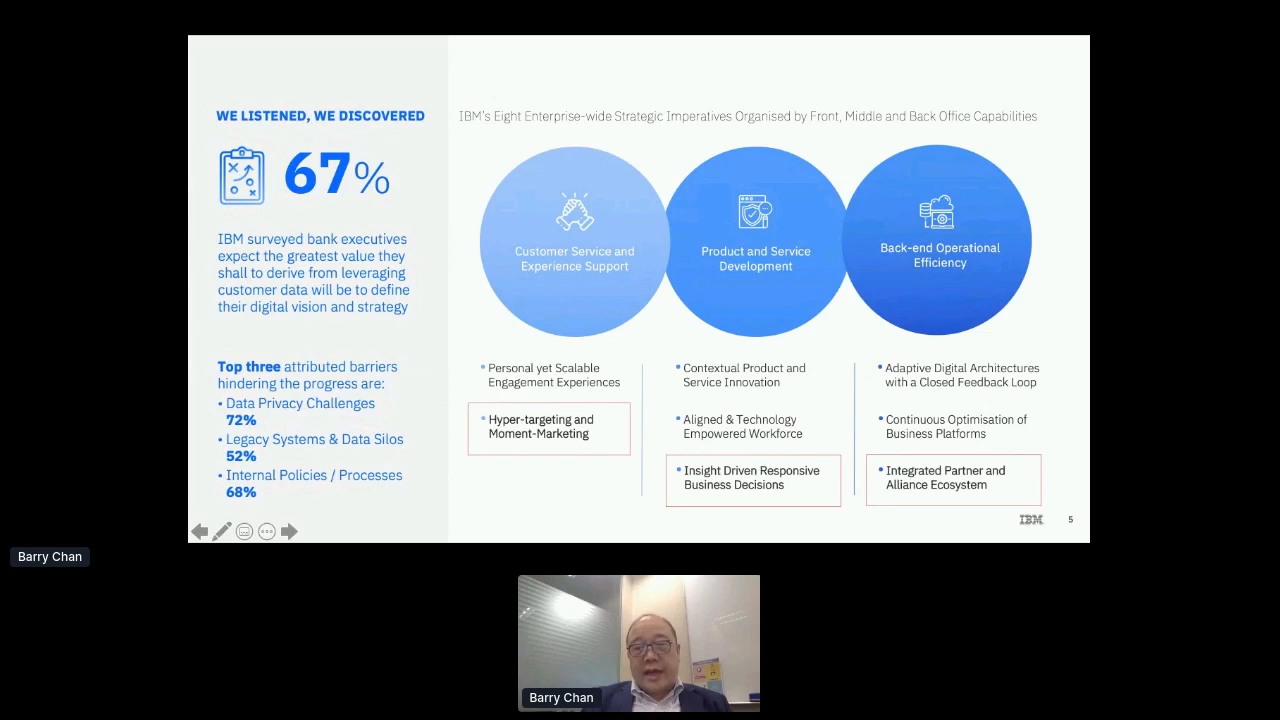 WE LISTENED, WE DISCOVERED
67%
IBM surveyed bank executives
expect the greatest value they
shall to derive from leveraging
customer data will be to define
their digital vision and strategy
Top three attributed barriers
hindering the progress are:
• Data Privacy Challenges
72%
• Legacy Systems & Data Silos
52%
• Internal Policies / Processes
68%
IBM's Eight Enterprise-wide Strategic Imperatives Organised by Front, Middle and Back Office Capabilities
Customer Service and
Experience Support
Product and Service
Development
Back-end Operational
Efficiency
• Personal yet Scalable
Engagement Experiences
• Hyper-targeting and
Moment-Marketing
• Contextual Product and
Service Innovation
• Aligned & Technology
Empowered Workforce
• Insight Driven Responsive
Business Decisions
• Adaptive Digital Architectures
with a Closed Feedback Loop
• Continuous Optimisation of
Business Platforms
• Integrated Partner and
Alliance Ecosystem
IBM
5
Barry Chan
Barry Chan